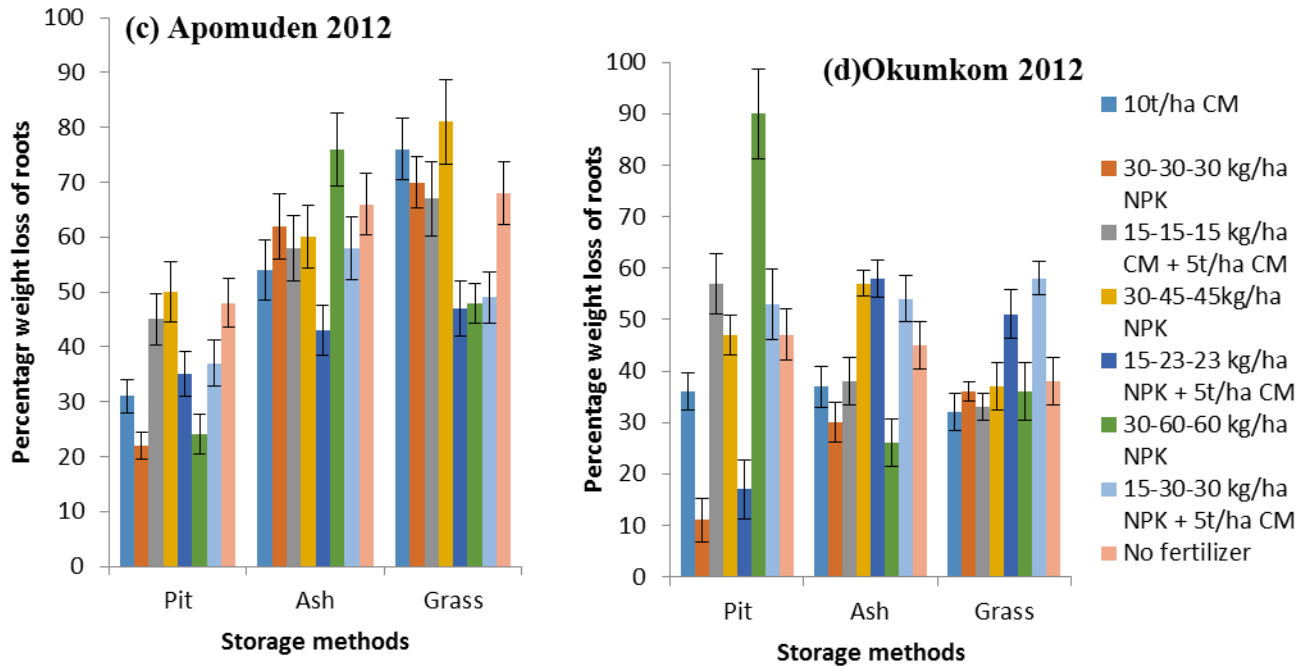 (c) Apomuden 2012
Percentagr weight loss of roots
100
90
80
70
60
50
40
30
20
10
0
Pit
Ash
Grass
Storage methods
(d)Okumkom 2012
Percentage weight loss of roots
100
90
80
70
60
50
40
30
20
10
0
Pit
Ash
Grass
Storage methods
10t/ha CM
30-30-30 kg/ha
NPK
15-15-15 kg/ha
CM + 5t/ha CM
30-45-45kg/ha
NPK
15-23-23 kg/ha
NPK + 5t/ha CM
30-60-60 kg/ha
NPK
15-30-30 kg/ha
NPK + 5t/ha CM
No fertilizer